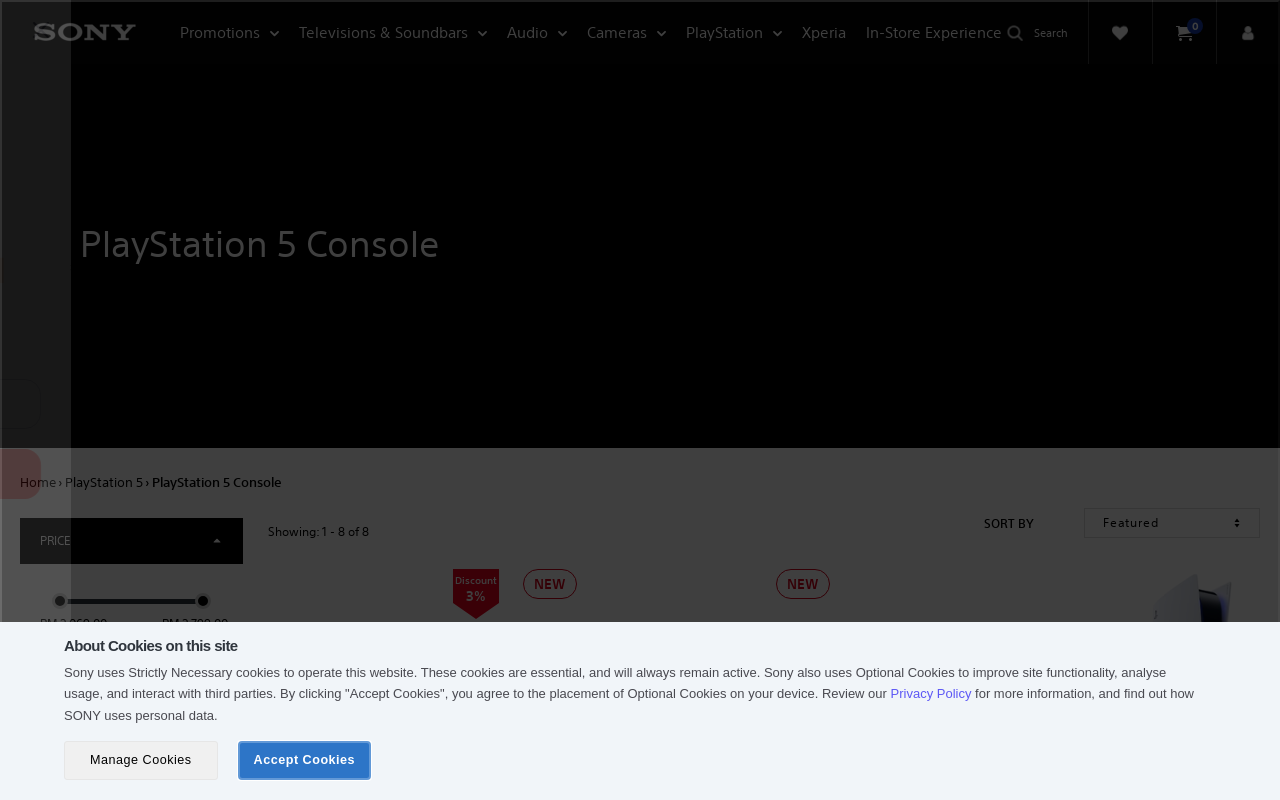 SONY
Promotions
Televisions & Soundbars
Audio
Cameras
PlayStation
Xperia
In-Store Experience
Search
0
PlayStation 5 Console
Home › PlayStation 5 › PlayStation 5 Console
PRICE
Showing: 1 - 8 of 8
SORT BY
Featured
Discount
3%
NEW
NEW
About Cookies on this site
Sony uses Strictly Necessary cookies to operate this website. These cookies are essential, and will always remain active. Sony also uses Optional Cookies to improve site functionality, analyse
usage, and interact with third parties. By clicking "Accept Cookies", you agree to the placement of Optional Cookies on your device. Review our Privacy Policy for more information, and find out how
SONY uses personal data.
Manage Cookies
Accept Cookies